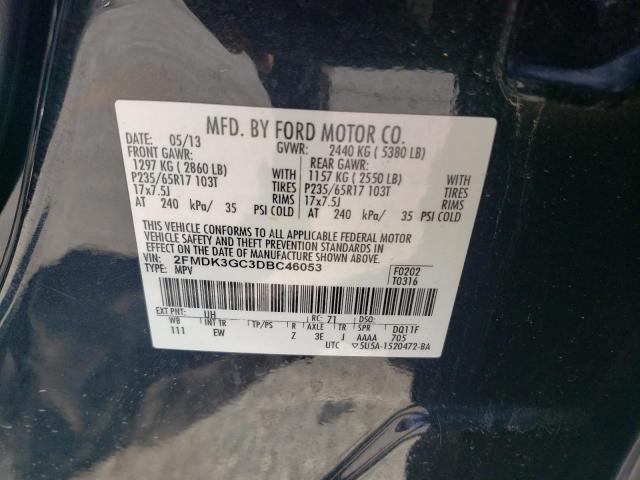 MFD. BY FORD MOTOR CO.
DATE: 05/13 GVWR: 2440 KG ( 5380 LB)
FRONT GAWR: REAR GAWR:
1297 KG ( 2860 LB) 1157 KG ( 2550 LB)
P235/65R17 103T TIRES P235/65R17 103T TIRES
17x7.5J RIMS 17x7.5J RIMS
AT 240 kPa/ 35 PSI COLD AT 240 kPa/ 35 PSI COLD
THIS VEHICLE CONFORMS TO ALL APPLICABLE FEDERAL MOTOR
VEHICLE SAFETY AND THEFT PREVENTION STANDARDS IN
EFFECT ON THE DATE OF MANUFACTURE SHOWN ABOVE.
VIN: 2FMDK3GC3DBC46053 F0202
TYPE: MPV T0316
EXT PNT: UH RC: 71 DSO:
WB INT TR TP/PS R AXLE TR SPR DQ11F
111 EW Z 3E J AAAA 705
UTC ▽5U5A-1520472-BA